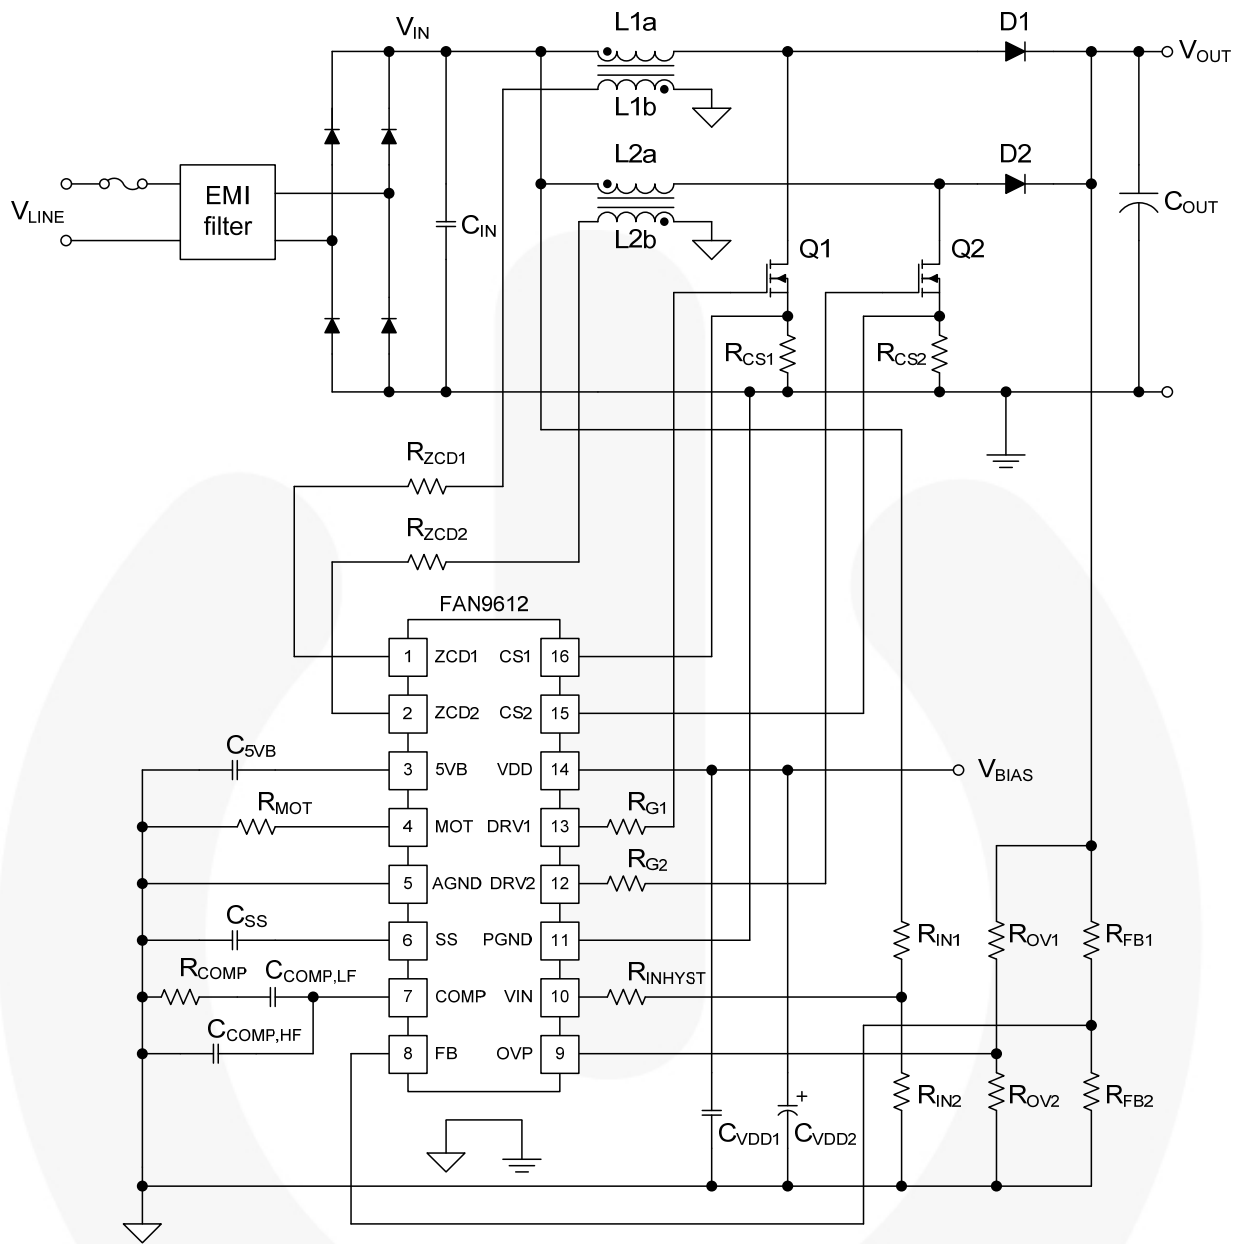 L1a
D1
VIN
VOUT
L1b
L2a
D2
EMI
filter
VLINE
CIN
COUT
L2b
Q1
Q2
RCS1
RCS2
RZCD1
RZCD2
FAN9612
1 ZCD1 CS1 16
2 ZCD2 CS2 15
C5VB
3 5VB VDD 14
VBIAS
RMOT
RG1
4 MOT DRV1 13
RG2
5 AGND DRV2 12
CSS
6 SS PGND 11
RIN1
ROV1
RFB1
RCOMP
CCOMP,LF
RINHYST
7 COMP VIN 10
CCOMP,HF
8 FB OVP 9
+
RIN2
ROV2
RFB2
CVDD1
CVDD2